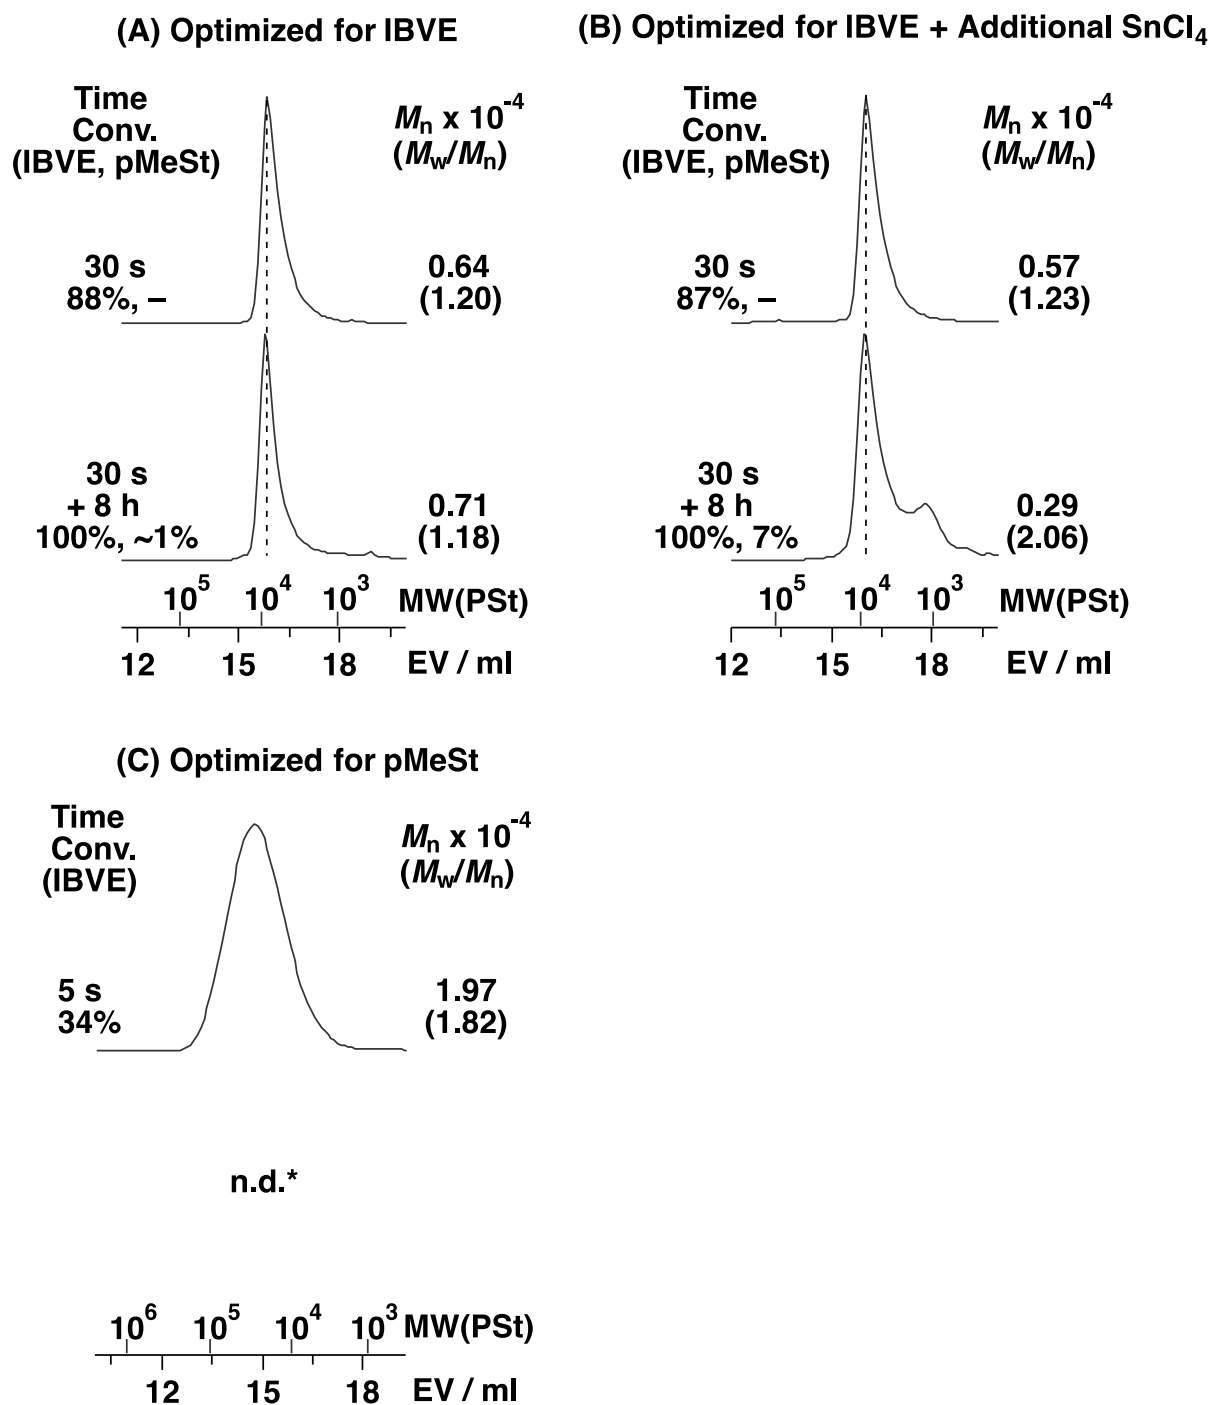 (A) Optimized for IBVE
Time
Conv.
(IBVE, pMeSt)
Mn x 10-4
(Mw/Mn)
30 s
88%, –
0.64
(1.20)
30 s
+ 8 h
100%, ~1%
0.71
(1.18)
10^5 10^4 10^3 MW(PSt)
12 15 18 EV / ml
(B) Optimized for IBVE + Additional SnCl4
Time
Conv.
(IBVE, pMeSt)
Mn x 10-4
(Mw/Mn)
30 s
87%, –
0.57
(1.23)
30 s
+ 8 h
100%, 7%
0.29
(2.06)
10^5 10^4 10^3 MW(PSt)
12 15 18 EV / ml
(C) Optimized for pMeSt
Time
Conv.
(IBVE)
Mn x 10-4
(Mw/Mn)
5 s
34%
1.97
(1.82)
n.d.*
10^6 10^5 10^4 10^3 MW(PSt)
12 15 18 EV / ml